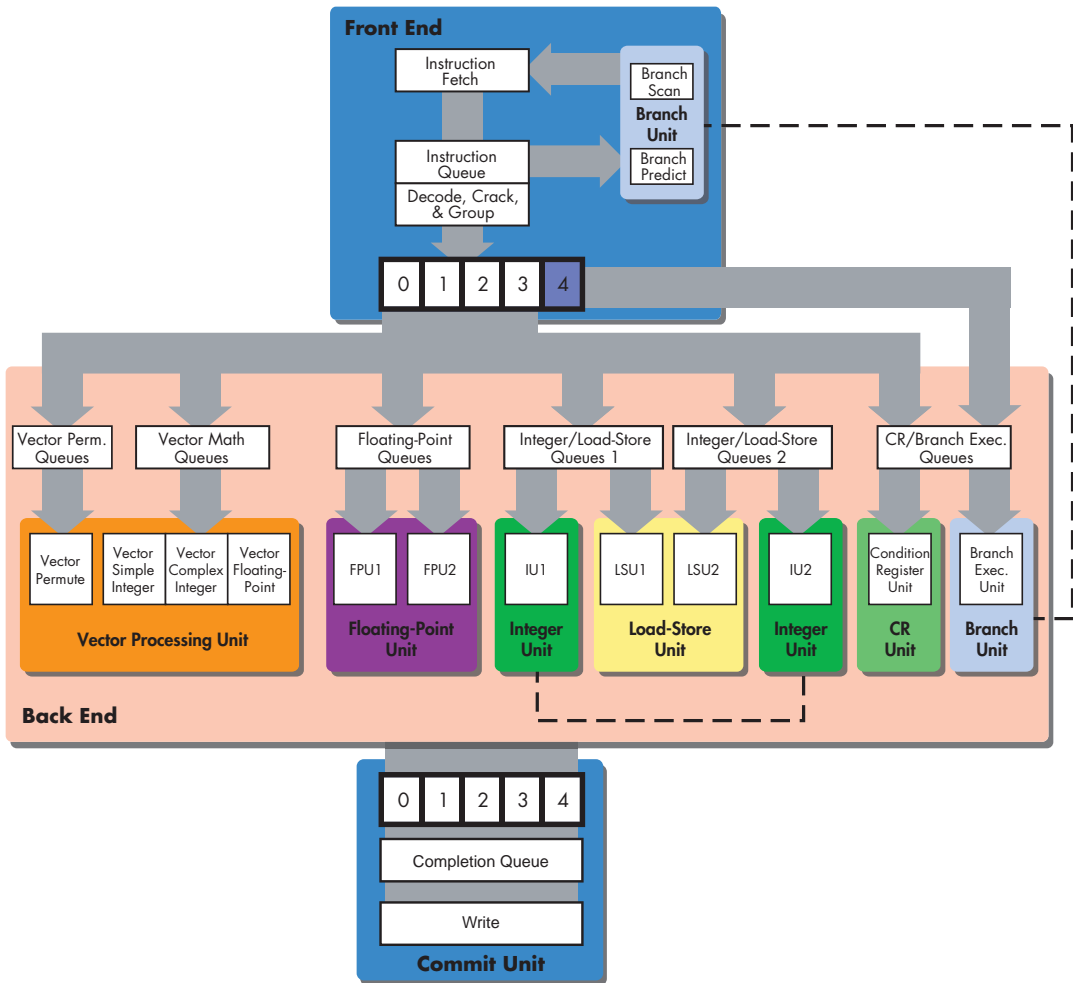 Front End
Instruction
Fetch
Branch
Scan
Branch
Unit
Branch
Predict
Instruction
Queue
Decode, Crack,
& Group
0 1 2 3 4
Vector Perm.
Queues
Vector Math
Queues
Floating-Point
Queues
Integer/Load-Store
Queues 1
Integer/Load-Store
Queues 2
CR/Branch Exec.
Queues
Vector
Permute
Vector
Simple
Integer
Vector
Complex
Integer
Vector
Floating-
Point
Vector Processing Unit
FPU1
FPU2
Floating-Point
Unit
IU1
Integer
Unit
LSU1
LSU2
Load-Store
Unit
IU2
Integer
Unit
Condition
Register
Unit
CR
Unit
Branch
Exec.
Unit
Branch
Unit
Back End
0 1 2 3 4
Completion Queue
Write
Commit Unit